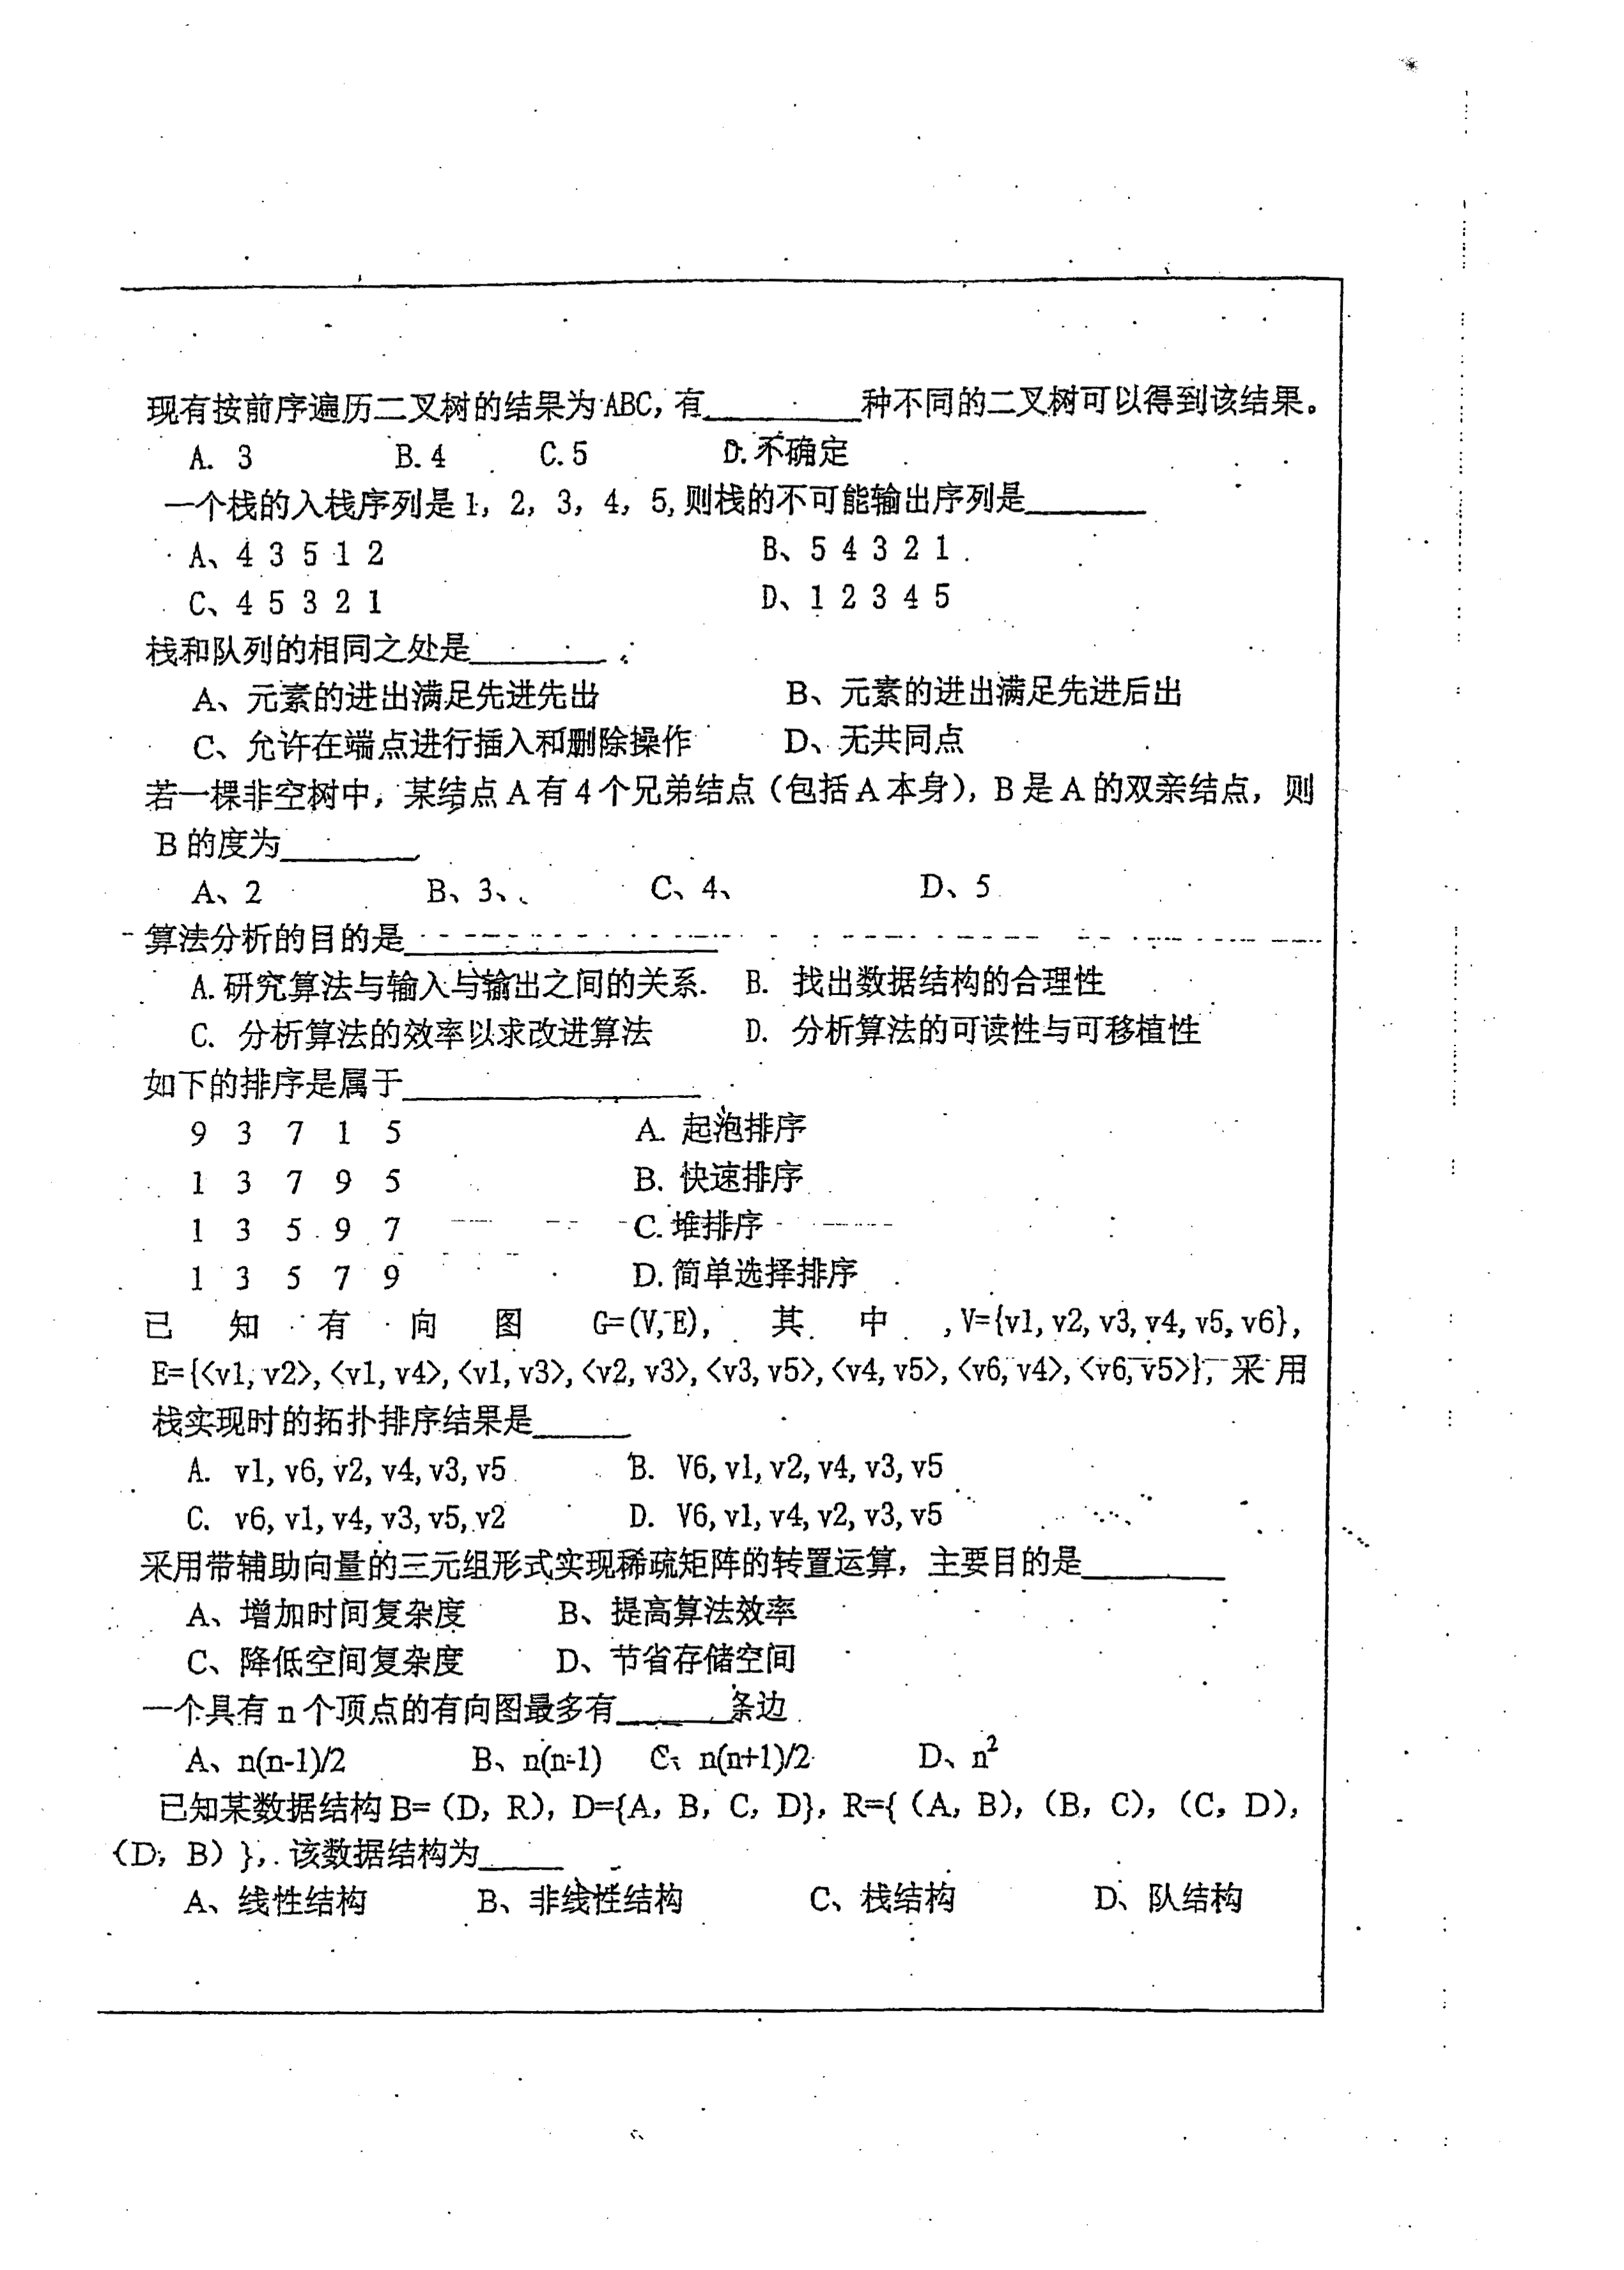 现有按前序遍历二叉树的结果为 ABC, 有________种不同的二叉树可以得到该结果。
A. 3 B. 4 C. 5 D. 不确定
一个栈的入栈序列是 1, 2, 3, 4, 5, 则栈的不可能输出序列是________
A、4 3 5 1 2 B、5 4 3 2 1
C、4 5 3 2 1 D、1 2 3 4 5
栈和队列的相同之处是________
A、元素的进出满足先进先出 B、元素的进出满足先进后出
C、允许在端点进行插入和删除操作 D、无共同点
若一棵非空树中, 某结点 A 有 4 个兄弟结点（包括 A 本身）, B 是 A 的双亲结点, 则
B 的度为________
A、2 B、3、 C、4、 D、5
算法分析的目的是________________
A. 研究算法与输入与输出之间的关系. B. 找出数据结构的合理性
C. 分析算法的效率以求改进算法 D. 分析算法的可读性与可移植性
如下的排序是属于________________
9 3 7 1 5 A. 起泡排序
1 3 7 9 5 B. 快速排序
1 3 5 9 7 C. 堆排序
1 3 5 7 9 D. 简单选择排序
已 知 有 向 图 G=(V, E), 其 中 , V={v1, v2, v3, v4, v5, v6},
E={<v1, v2>, <v1, v4>, <v1, v3>, <v2, v3>, <v3, v5>, <v4, v5>, <v6, v4>, <v6, v5>}, 采 用
栈实现时的拓扑排序结果是______
A. v1, v6, v2, v4, v3, v5 B. V6, v1, v2, v4, v3, v5
C. v6, v1, v4, v3, v5, v2 D. V6, v1, v4, v2, v3, v5
采用带辅助向量的三元组形式实现稀疏矩阵的转置运算, 主要目的是________
A、增加时间复杂度 B、提高算法效率
C、降低空间复杂度 D、节省存储空间
一个具有 n 个顶点的有向图最多有______条边
A、n(n-1)/2 B、n(n-1) C、n(n+1)/2 D、n²
已知某数据结构 B=（D, R）, D={A, B, C, D}, R={（A, B）,（B, C）,（C, D）,
（D, B）}, 该数据结构为_____
A、线性结构 B、非线性结构 C、栈结构 D、队结构